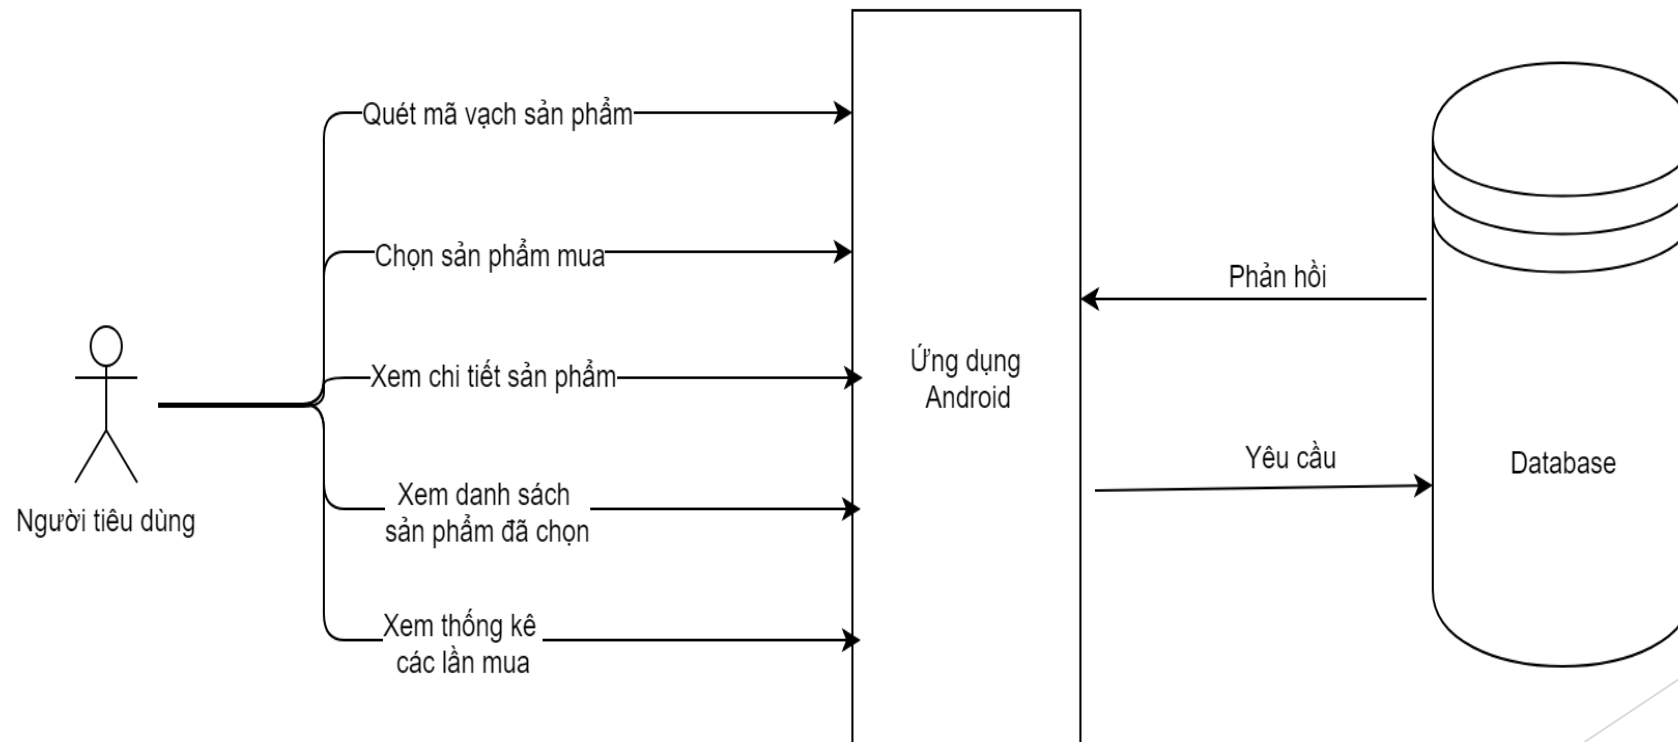 Quét mã vạch sản phẩm
Chọn sản phẩm mua
Xem chi tiết sản phẩm
Xem danh sách
sản phẩm đã chọn
Xem thống kê
các lần mua
Người tiêu dùng
Ứng dụng
Android
Phản hồi
Yêu cầu
Database